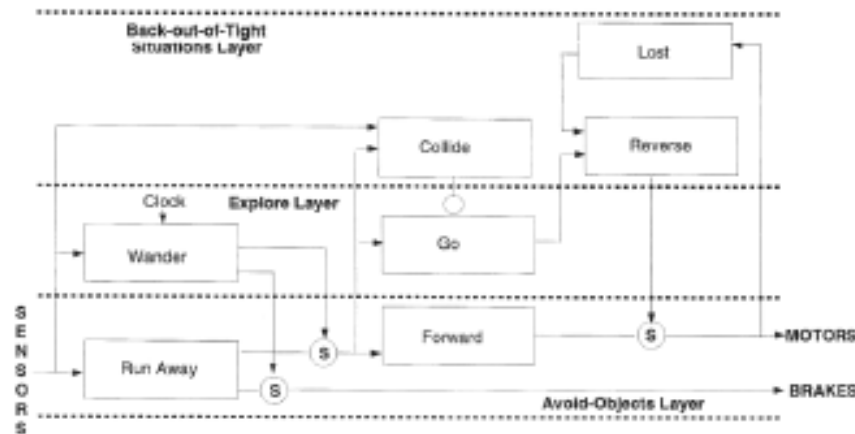 Back-out-of-Tight
Situations Layer
Lost
Collide
Reverse
Clock
Explore Layer
Wander
Go
SENSORS
Forward
S
S
MOTORS
Run Away
S
BRAKES
Avoid-Objects Layer